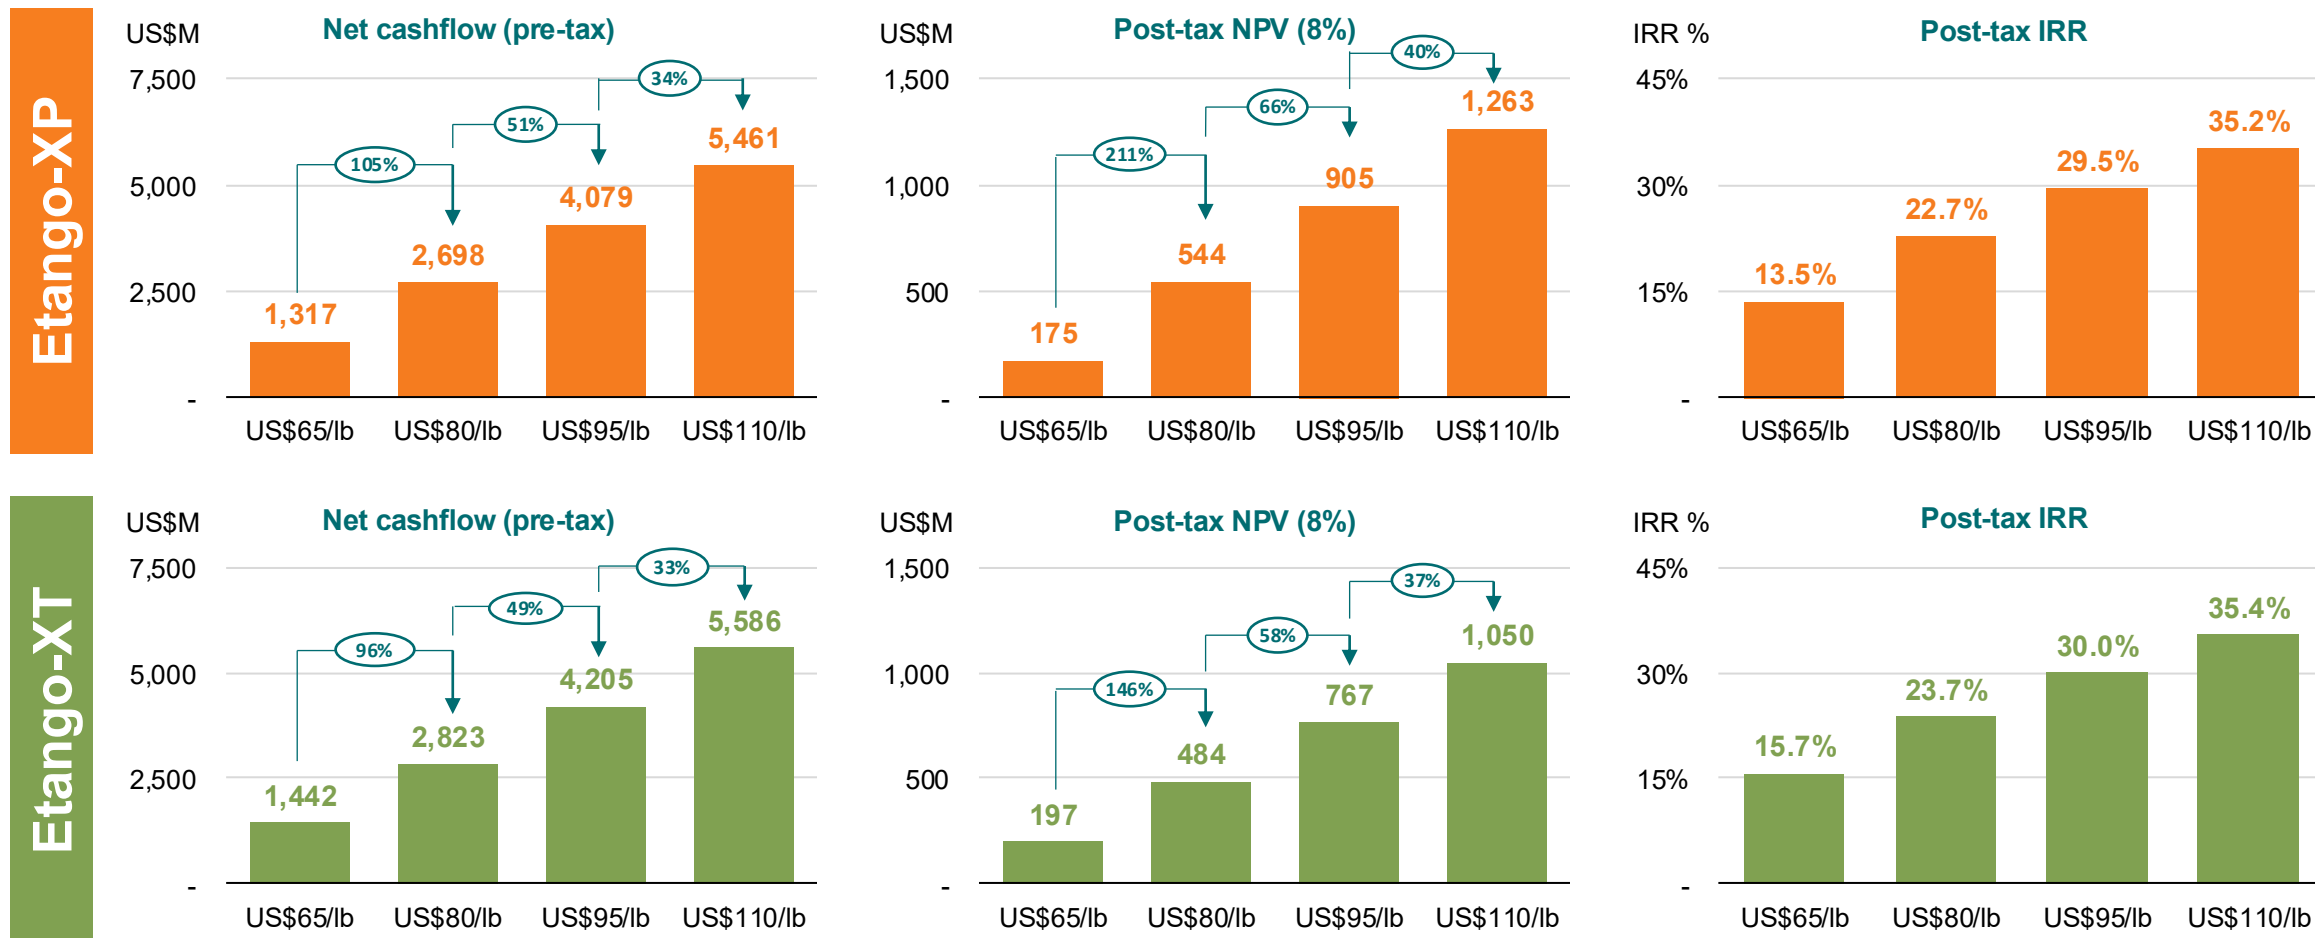 Etango-XP
US$M
Net cashflow (pre-tax)
7,500
5,000
2,500
-
105%
51%
34%
1,317
2,698
4,079
5,461
US$65/lb
US$80/lb
US$95/lb
US$110/lb
US$M
Post-tax NPV (8%)
1,500
1,000
500
-
211%
66%
40%
175
544
905
1,263
US$65/lb
US$80/lb
US$95/lb
US$110/lb
IRR %
Post-tax IRR
45%
30%
15%
-
13.5%
22.7%
29.5%
35.2%
US$65/lb
US$80/lb
US$95/lb
US$110/lb
Etango-XT
US$M
Net cashflow (pre-tax)
7,500
5,000
2,500
-
96%
49%
33%
1,442
2,823
4,205
5,586
US$65/lb
US$80/lb
US$95/lb
US$110/lb
US$M
Post-tax NPV (8%)
1,500
1,000
500
-
146%
58%
37%
197
484
767
1,050
US$65/lb
US$80/lb
US$95/lb
US$110/lb
IRR %
Post-tax IRR
45%
30%
15%
-
15.7%
23.7%
30.0%
35.4%
US$65/lb
US$80/lb
US$95/lb
US$110/lb